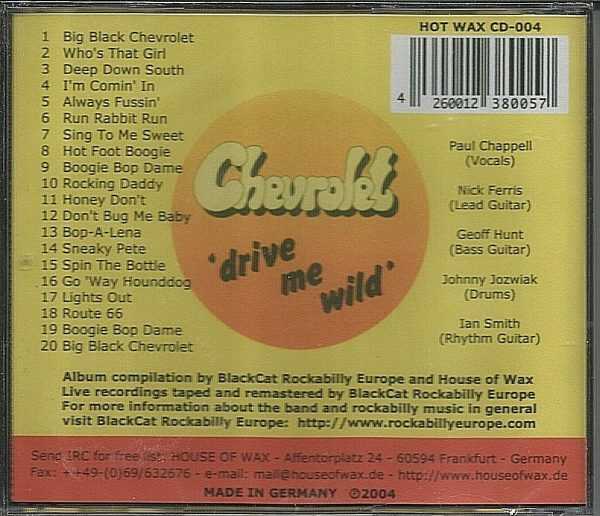 HOT WAX CD-004
4 260012 380057
1 Big Black Chevrolet
2 Who's That Girl
3 Deep Down South
4 I'm Comin' In
5 Always Fussin'
6 Run Rabbit Run
7 Sing To Me Sweet
8 Hot Foot Boogie
9 Boogie Bop Dame
10 Rocking Daddy
11 Honey Don't
12 Don't Bug Me Baby
13 Bop-A-Lena
14 Sneaky Pete
15 Spin The Bottle
16 Go 'Way Hounddog
17 Lights Out
18 Route 66
19 Boogie Bop Dame
20 Big Black Chevrolet
Chevrolet
'drive
me
wild'
Paul Chappell
(Vocals)
Nick Ferris
(Lead Guitar)
Geoff Hunt
(Bass Guitar)
Johnny Jozwiak
(Drums)
Ian Smith
(Rhythm Guitar)
Album compilation by BlackCat Rockabilly Europe and House of Wax
Live recordings taped and remastered by BlackCat Rockabilly Europe
For more information about the band and rockabilly music in general
visit BlackCat Rockabilly Europe: http://www.rockabillyeurope.com
Send IRC for free list: HOUSE OF WAX - Affentorplatz 24 - 60594 Frankfurt - Germany
Fax: ++49-(0)69/632676 - e-mail: mail@houseofwax.de - http://www.houseofwax.de
MADE IN GERMANY ©2004